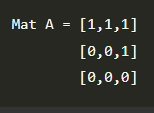 Mat A = [1,1,1]
[0,0,1]
[0,0,0]